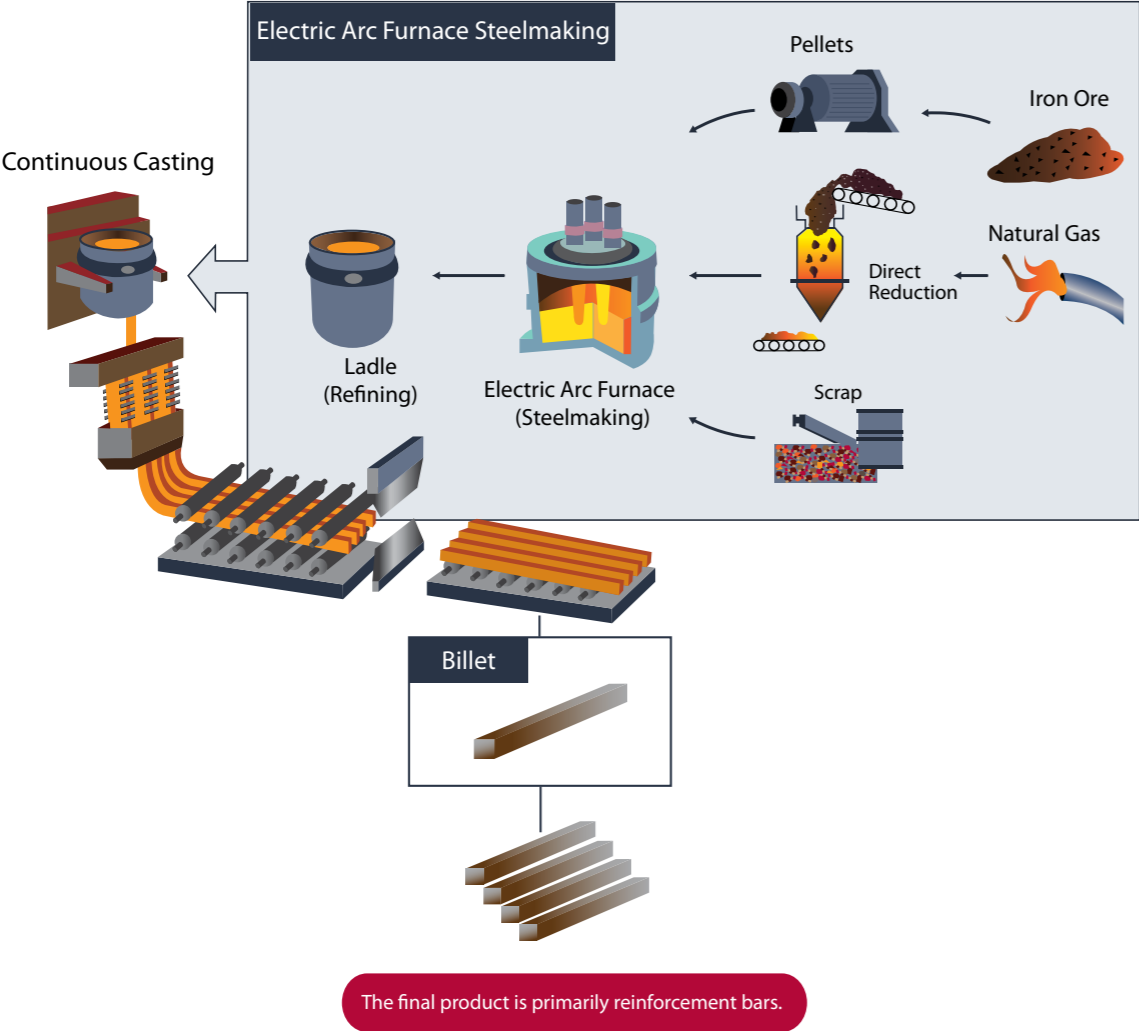 Electric Arc Furnace Steelmaking
Pellets
Iron Ore
Continuous Casting
Natural Gas
Direct
Reduction
Ladle
(Refining)
Electric Arc Furnace
(Steelmaking)
Scrap
Billet
The final product is primarily reinforcement bars.